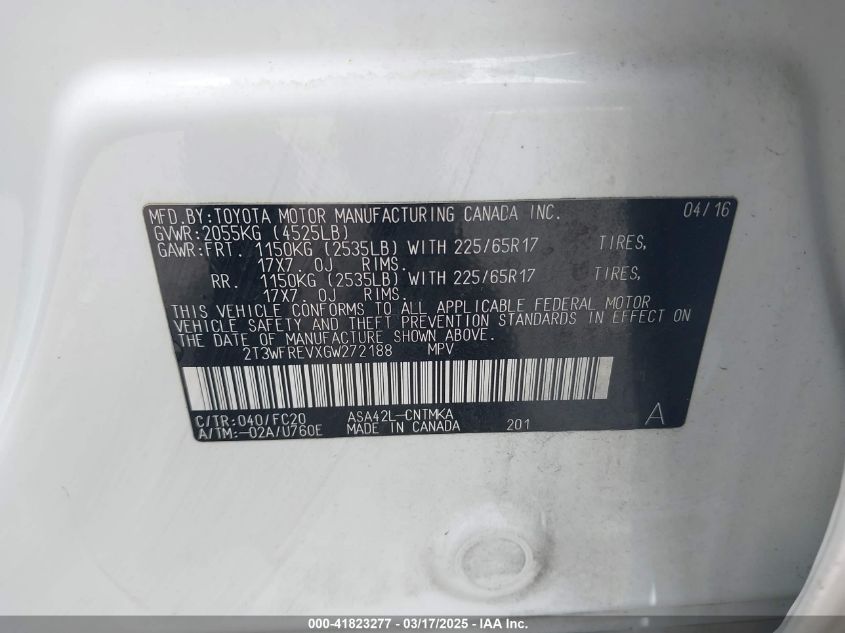 MFD.BY:TOYOTA MOTOR MANUFACTURING CANADA INC. 04/16
GVWR:2055KG (4525LB)
GAWR:FRT. 1150KG (2535LB) WITH 225/65R17 TIRES,
17X7.0J RIMS.
RR. 1150KG (2535LB) WITH 225/65R17 TIRES,
17X7.0J RIMS.
THIS VEHICLE CONFORMS TO ALL APPLICABLE FEDERAL MOTOR
VEHICLE SAFETY AND THEFT PREVENTION STANDARDS IN EFFECT ON
THE DATE OF MANUFACTURE SHOWN ABOVE.
2T3WFREVXGW272188 MPV
C/TR:040/FC20 ASA42L-CNTMKA
A/TM:-02A/U760E MADE IN CANADA 201 A
000-41823277 - 03/17/2025 - IAA Inc.